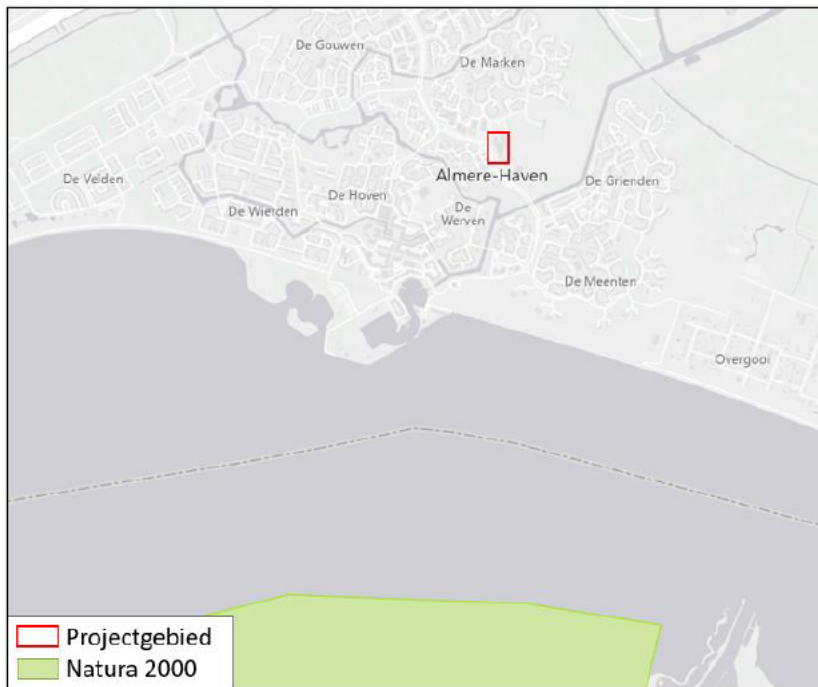 De Gouwen
De Marken
Almere-Haven
De Velden
De Hoven
De Grienden
De Wierden
De
Werven
De Meenten
Overgooi
Projectgebied
Natura 2000